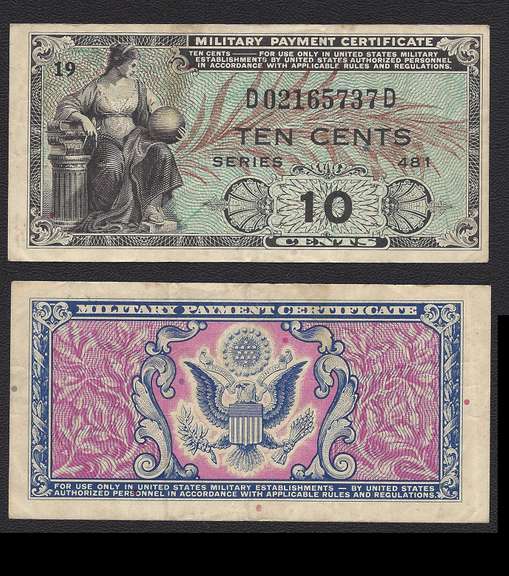 MILITARY PAYMENT CERTIFICATE
TEN CENTS — FOR USE ONLY IN UNITED STATES MILITARY
ESTABLISHMENTS BY UNITED STATES AUTHORIZED PERSONNEL
IN ACCORDANCE WITH APPLICABLE RULES AND REGULATIONS.
19
D02165737D
TEN CENTS
SERIES 481
10
CENTS
MILITARY PAYMENT CERTIFICATE
FOR USE ONLY IN UNITED STATES MILITARY ESTABLISHMENTS — BY UNITED STATES
AUTHORIZED PERSONNEL IN ACCORDANCE WITH APPLICABLE RULES AND REGULATIONS.